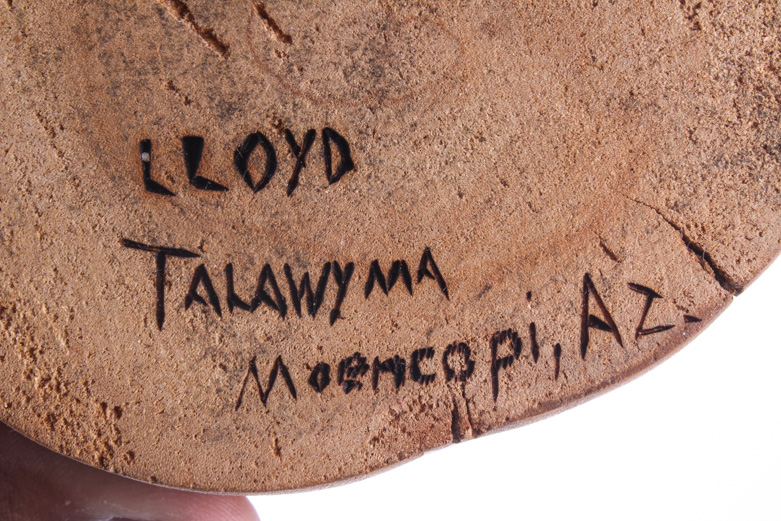 LLOYD
TALAWYMA
Moencopi, AZ.